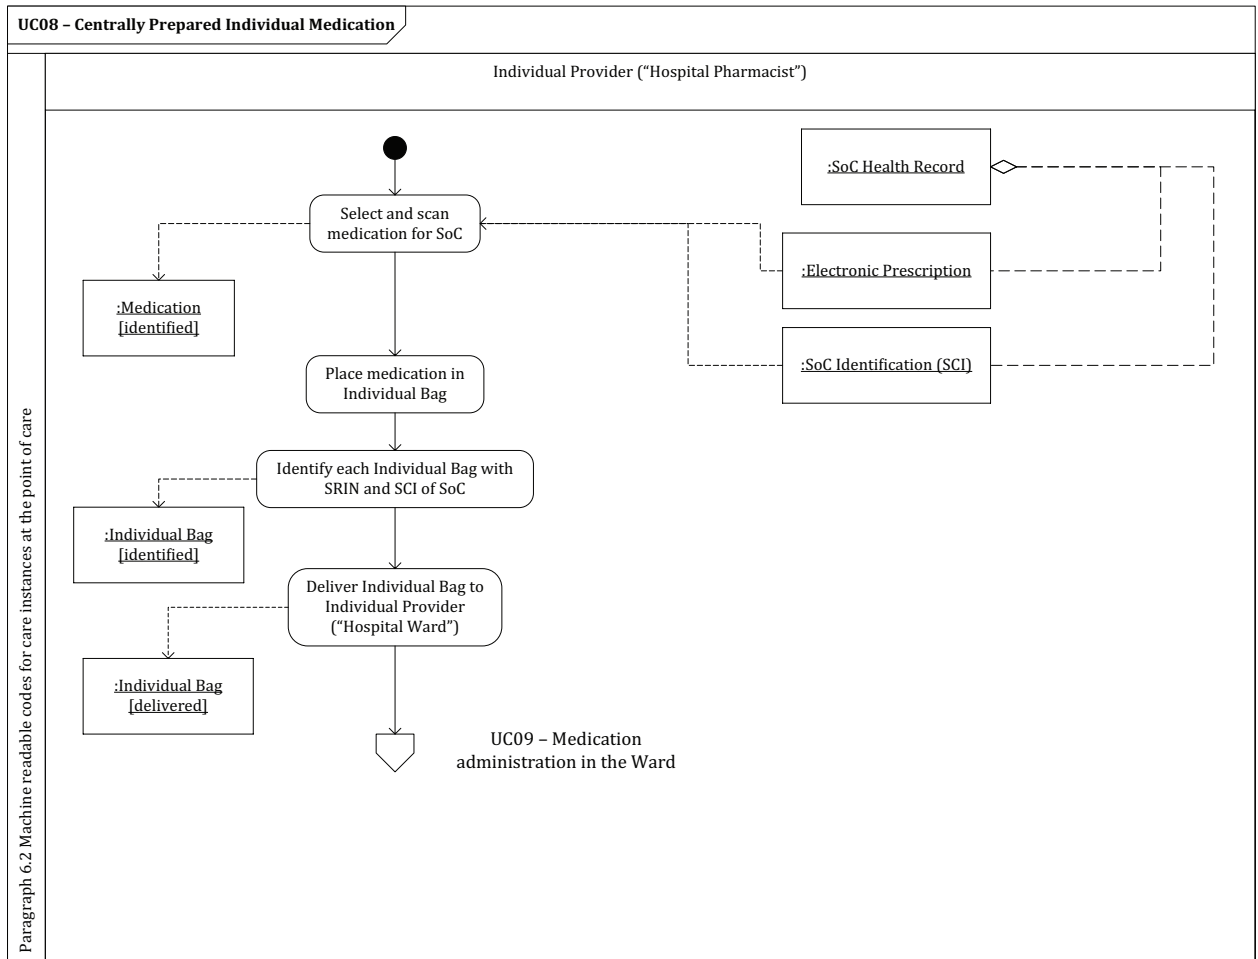 UC08 – Centrally Prepared Individual Medication
Individual Provider (“Hospital Pharmacist”)
Paragraph 6.2 Machine readable codes for care instances at the point of care
:SoC Health Record
Select and scan
medication for SoC
:Electronic Prescription
:Medication
[identified]
:SoC Identification (SCI)
Place medication in
Individual Bag
Identify each Individual Bag with
SRIN and SCI of SoC
:Individual Bag
[identified]
Deliver Individual Bag to
Individual Provider
(“Hospital Ward”)
:Individual Bag
[delivered]
UC09 – Medication
administration in the Ward